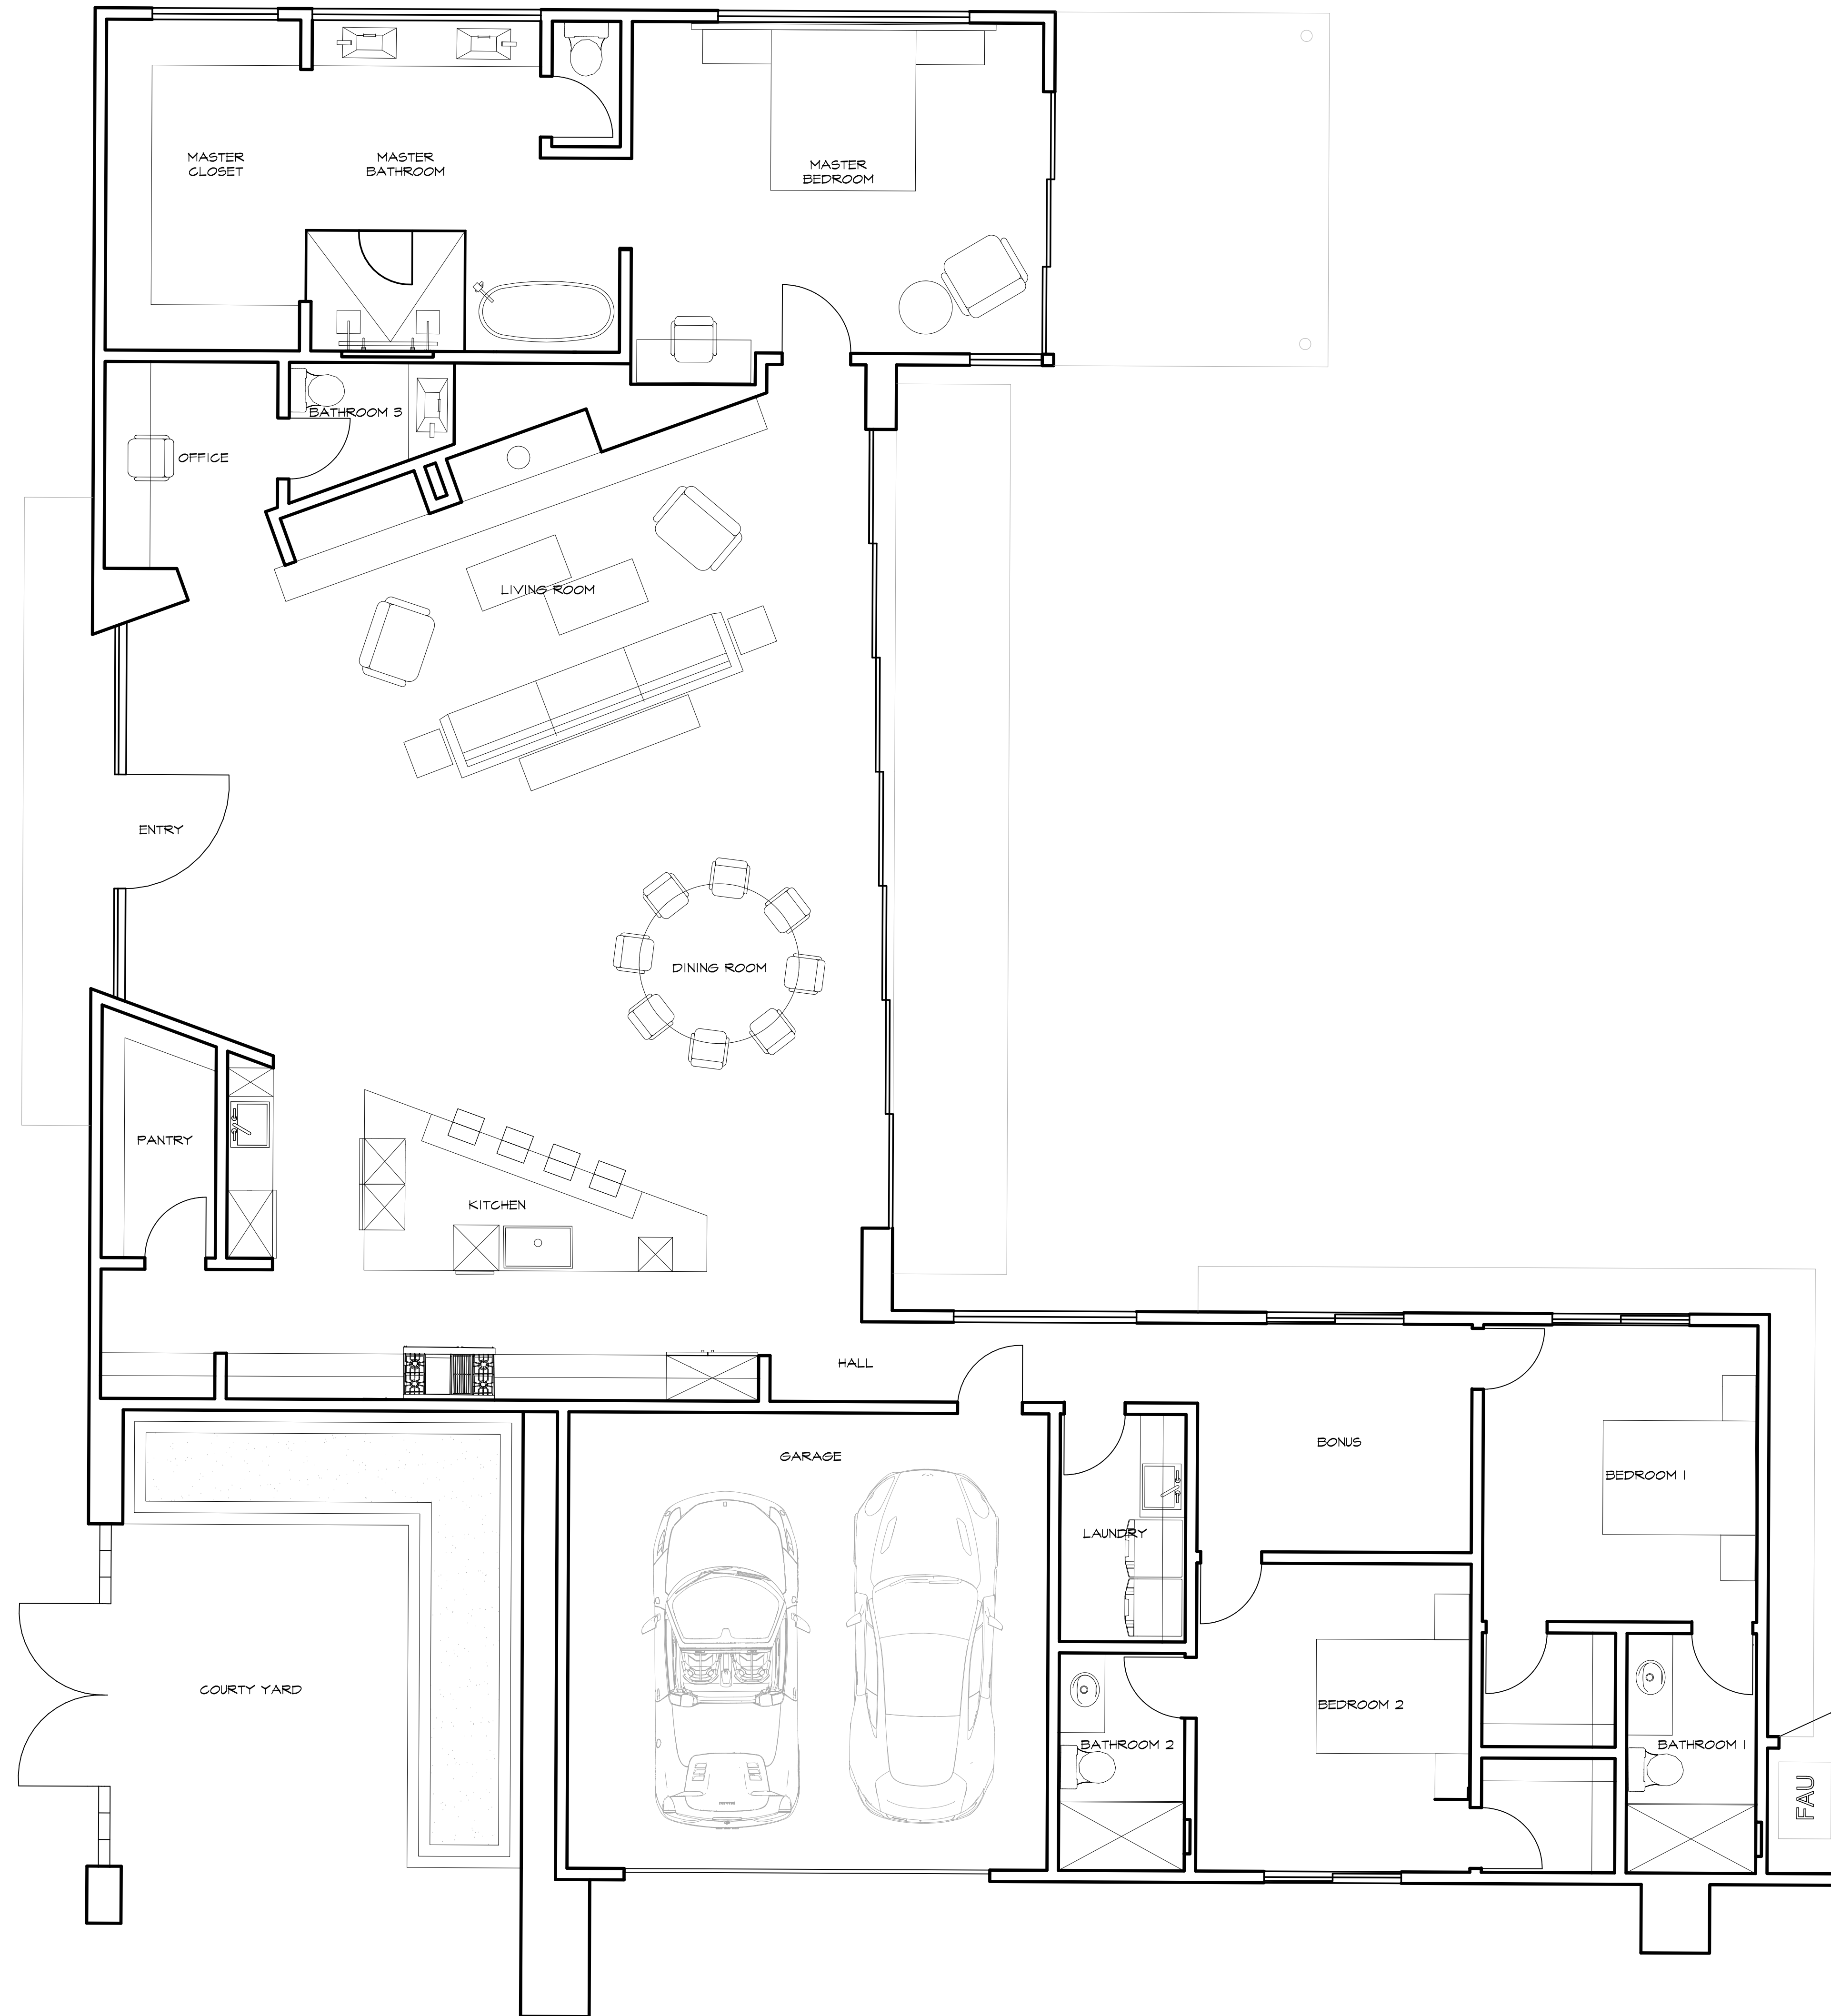 MASTER
CLOSET
MASTER
BATHROOM
MASTER
BEDROOM
BATHROOM 3
OFFICE
LIVING ROOM
ENTRY
DINING ROOM
PANTRY
KITCHEN
HALL
GARAGE
BONUS
BEDROOM 1
LAUNDRY
COURTY YARD
BEDROOM 2
BATHROOM 2
BATHROOM 1
FAU